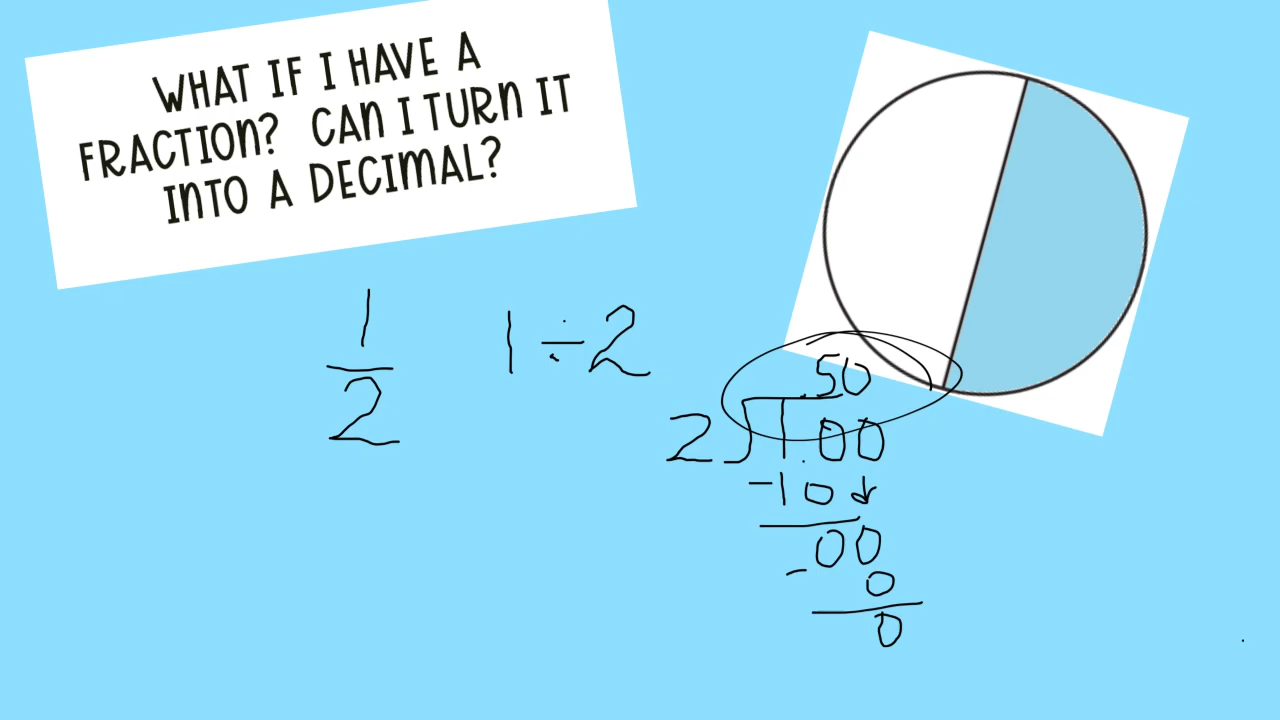 WHAT IF I HAVE A
FRACTION? CAN I TURN IT
INTO A DECIMAL?
1
2
1 ÷ 2
.50
2 1.00
-10
00
- 0
0